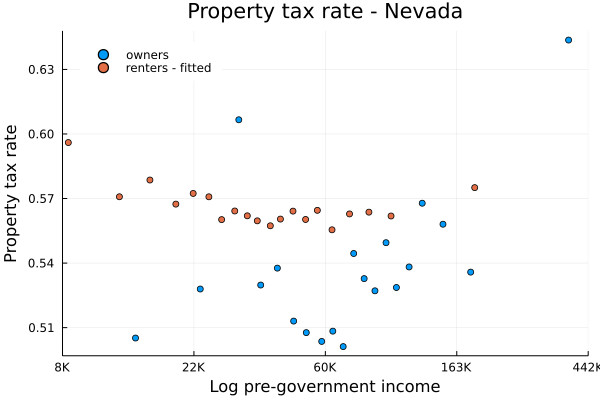 Property tax rate - Nevada
owners
renters - fitted
Property tax rate
0.63
0.60
0.57
0.54
0.51
8K 22K 60K 163K 442K
Log pre-government income